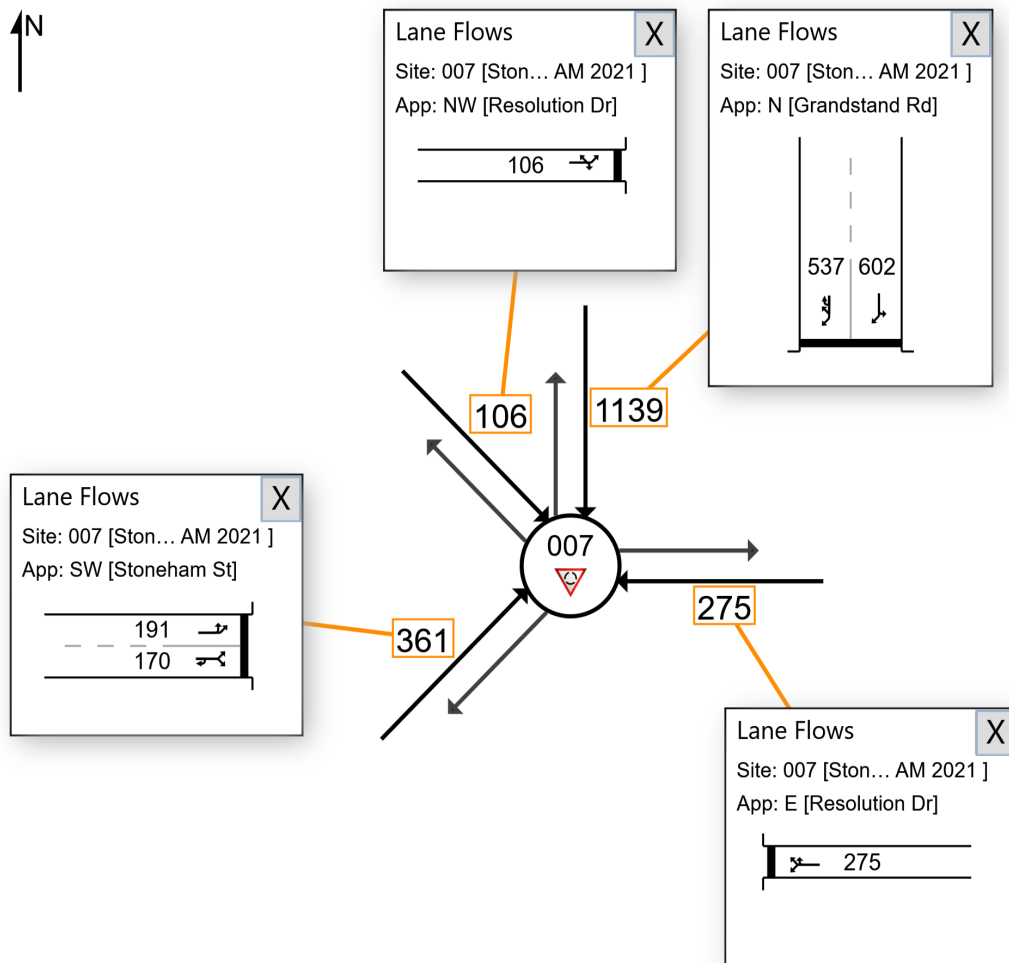 N
Lane Flows X
Site: 007 [Ston... AM 2021 ]
App: NW [Resolution Dr]
106
Lane Flows X
Site: 007 [Ston... AM 2021 ]
App: N [Grandstand Rd]
537 602
106
1139
Lane Flows X
Site: 007 [Ston... AM 2021 ]
App: SW [Stoneham St]
191
170
361
007
275
Lane Flows X
Site: 007 [Ston... AM 2021 ]
App: E [Resolution Dr]
275